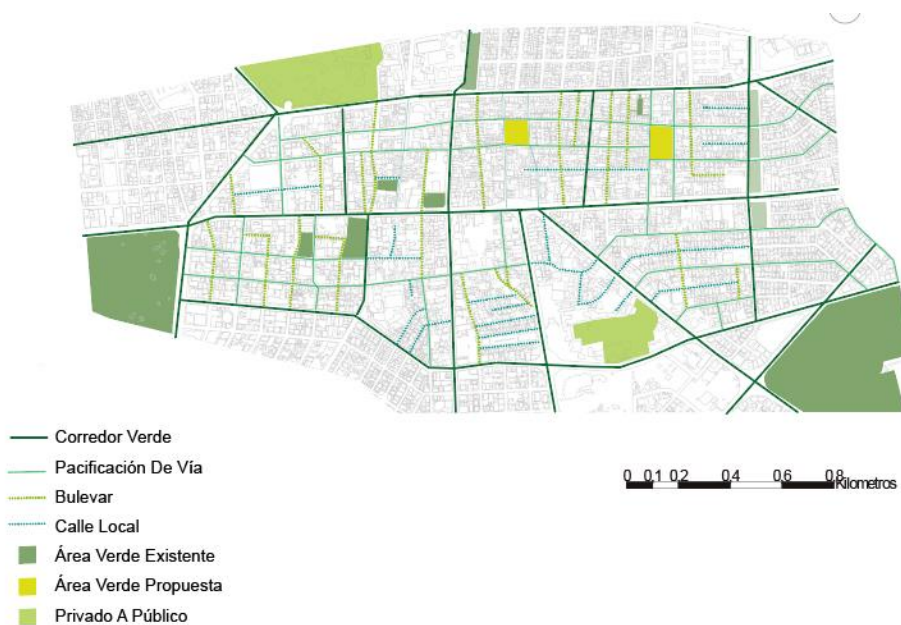 Corredor Verde
Pacificación De Vía
Bulevar
Calle Local
Área Verde Existente
Área Verde Propuesta
Privado A Público
0 0.1 0.2 0.4 0.6 0.8
Kilometros